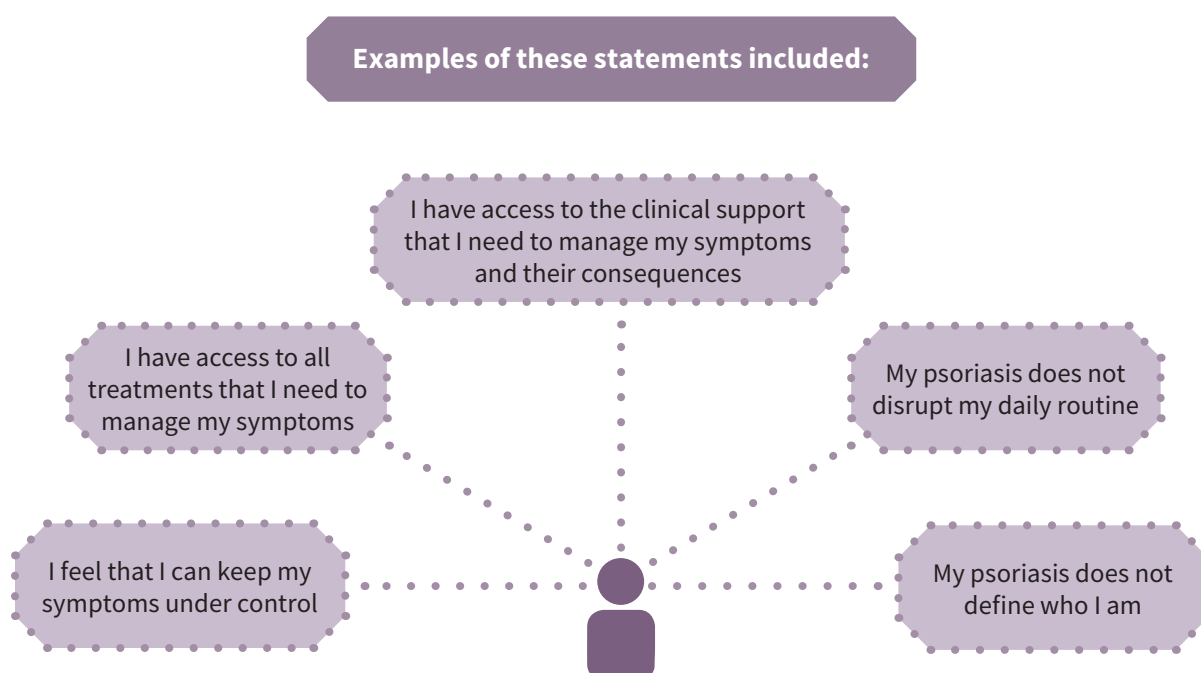 Examples of these statements included:
I have access to the clinical support
that I need to manage my symptoms
and their consequences
I have access to all
treatments that I need to
manage my symptoms
My psoriasis does not
disrupt my daily routine
I feel that I can keep my
symptoms under control
My psoriasis does not
define who I am